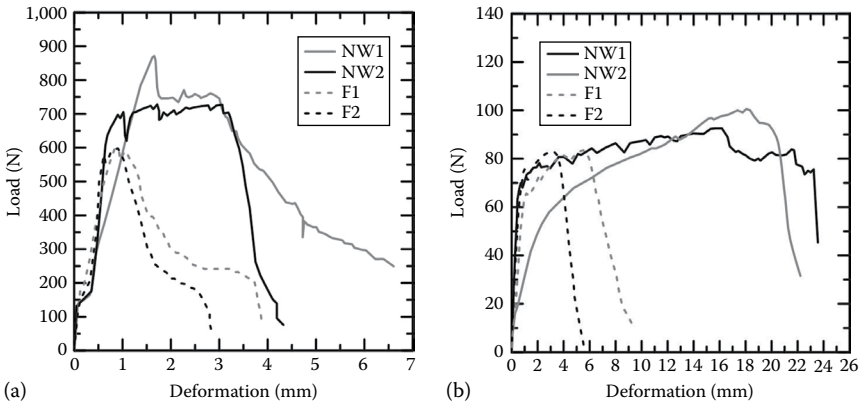 1,000
900
800
700
600
500
400
300
200
100
0
Load (N)
0 1 2 3 4 5 6 7
Deformation (mm)
NW1
NW2
F1
F2
(a)
140
120
100
80
60
40
20
0
Load (N)
0 2 4 6 8 10 12 14 16 18 20 22 24 26
Deformation (mm)
NW1
NW2
F1
F2
(b)